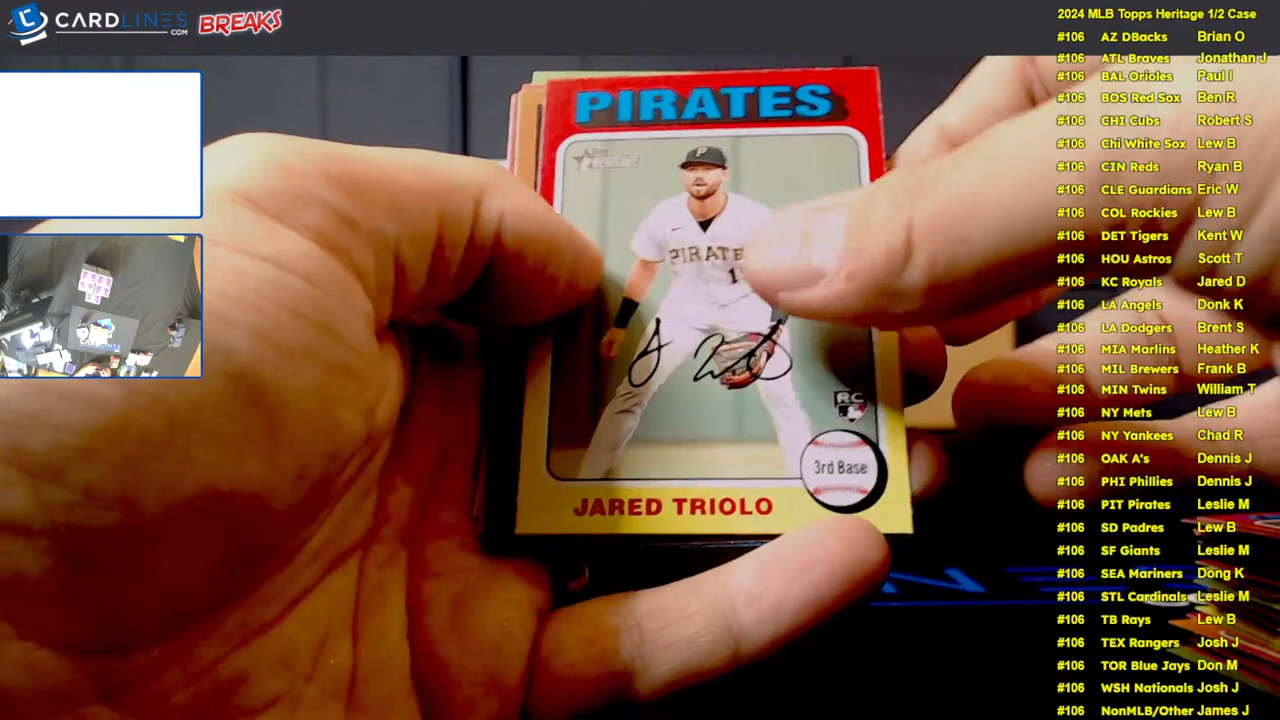 CARDLINES
.COM
BREAKS
PIRATES
HERITAGE
P
PIRATE
1
RC
3rd Base
JARED TRIOLO
2024 MLB Topps Heritage 1/2 Case
#106 AZ DBacks Brian O
#106 ATL Braves Jonathan J
#106 BAL Orioles Paul I
#106 BOS Red Sox Ben R
#106 CHI Cubs Robert S
#106 Chi White Sox Lew B
#106 CIN Reds Ryan B
#106 CLE Guardians Eric W
#106 COL Rockies Lew B
#106 DET Tigers Kent W
#106 HOU Astros Scott T
#106 KC Royals Jared D
#106 LA Angels Donk K
#106 LA Dodgers Brent S
#106 MIA Marlins Heather K
#106 MIL Brewers Frank B
#106 MIN Twins William T
#106 NY Mets Lew B
#106 NY Yankees Chad R
#106 OAK A's Dennis J
#106 PHI Phillies Dennis J
#106 PIT Pirates Leslie M
#106 SD Padres Lew B
#106 SF Giants Leslie M
#106 SEA Mariners Dong K
#106 STL Cardinals Leslie M
#106 TB Rays Lew B
#106 TEX Rangers Josh J
#106 TOR Blue Jays Don M
#106 WSH Nationals Josh J
#106 NonMLB/Other James J